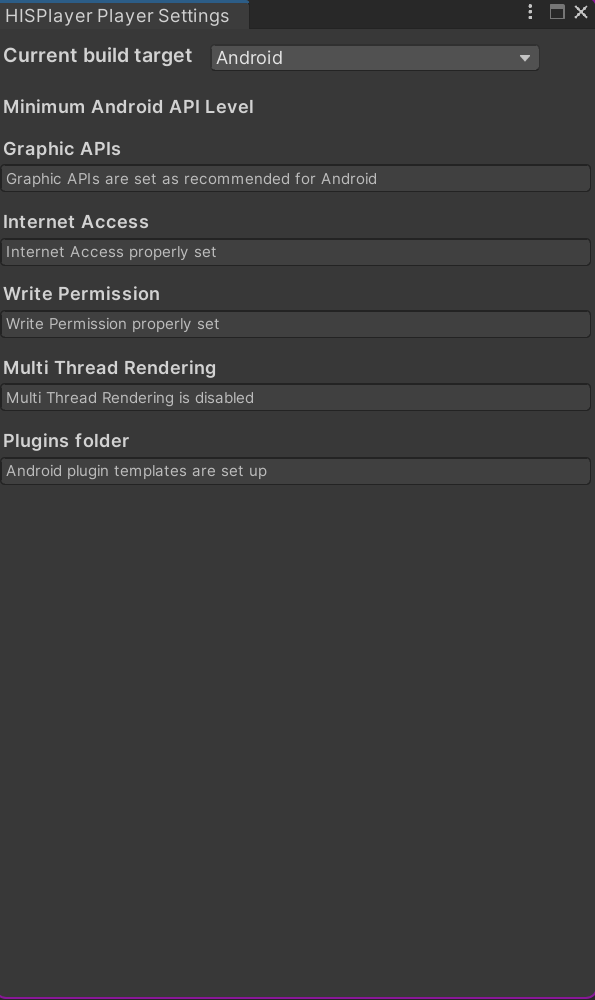 HISPlayer Player Settings
Current build target Android
Minimum Android API Level
Graphic APIs
Graphic APIs are set as recommended for Android
Internet Access
Internet Access properly set
Write Permission
Write Permission properly set
Multi Thread Rendering
Multi Thread Rendering is disabled
Plugins folder
Android plugin templates are set up